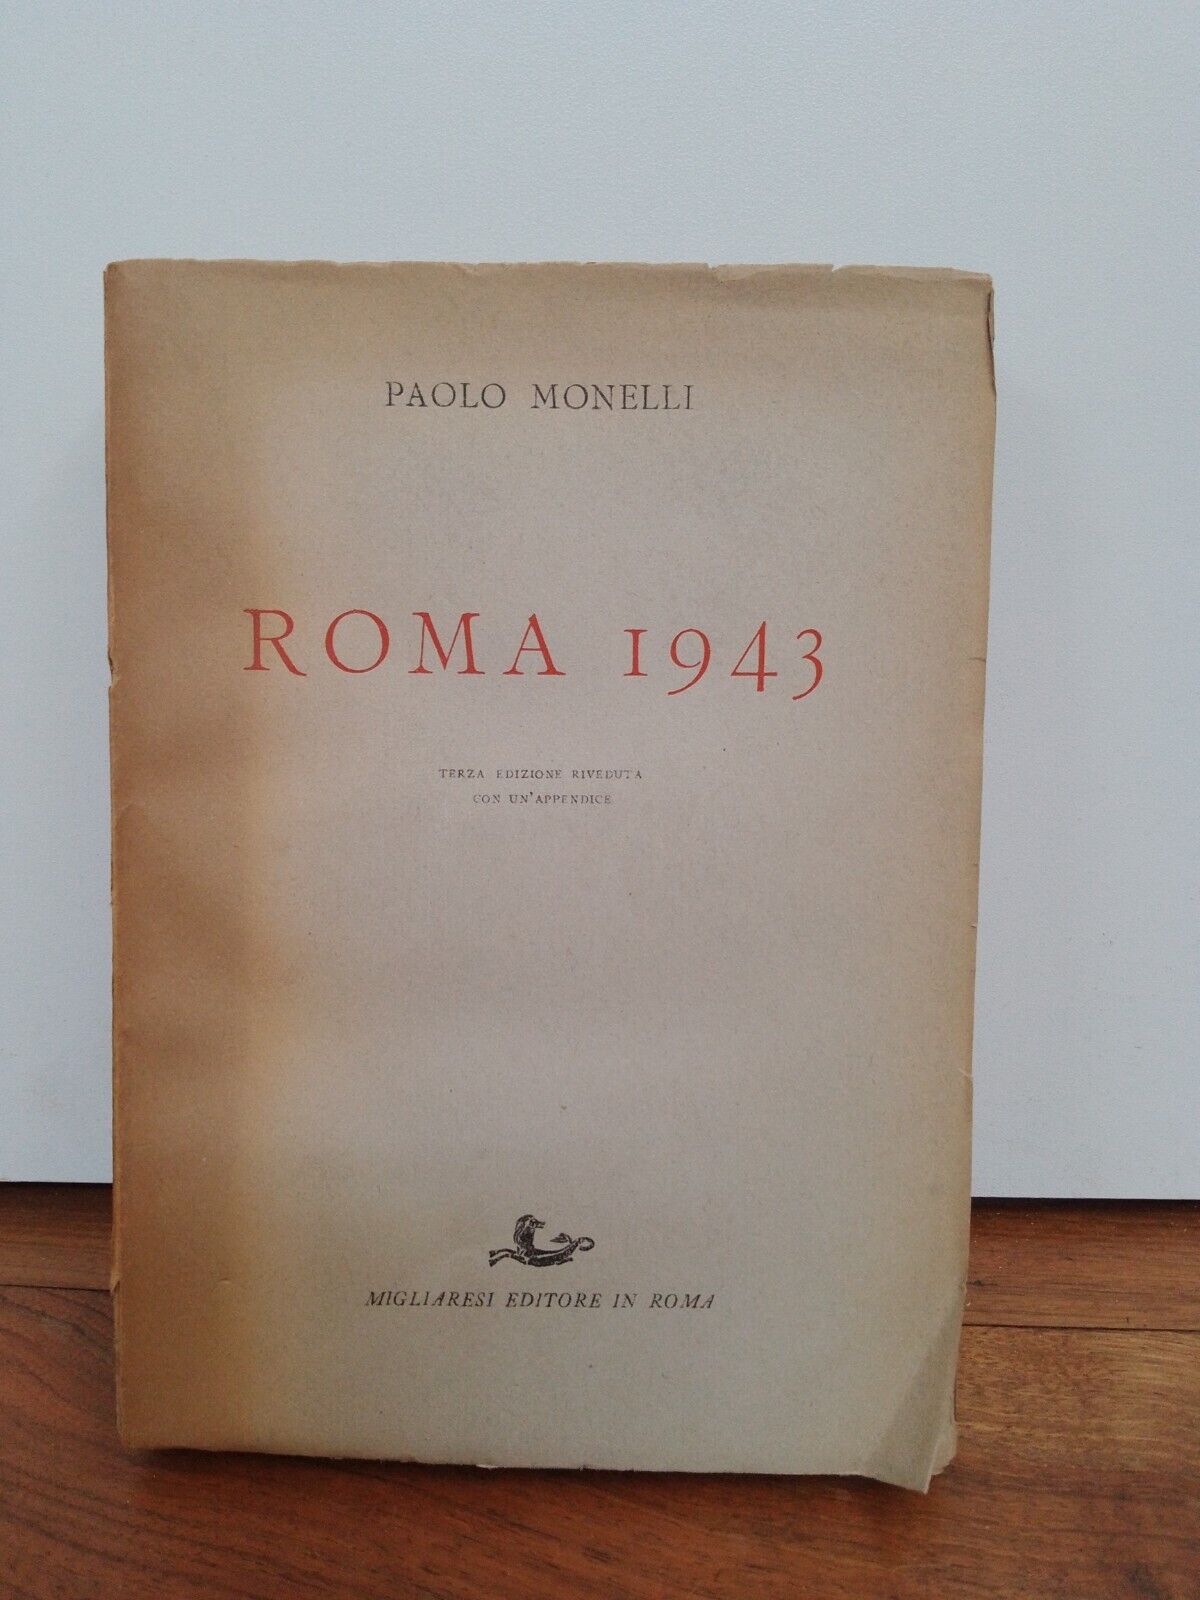 PAOLO MONELLI
ROMA 1943
TERZA EDIZIONE RIVEDUTA
CON UN'APPENDICE
MIGLIARESI EDITORE IN ROMA